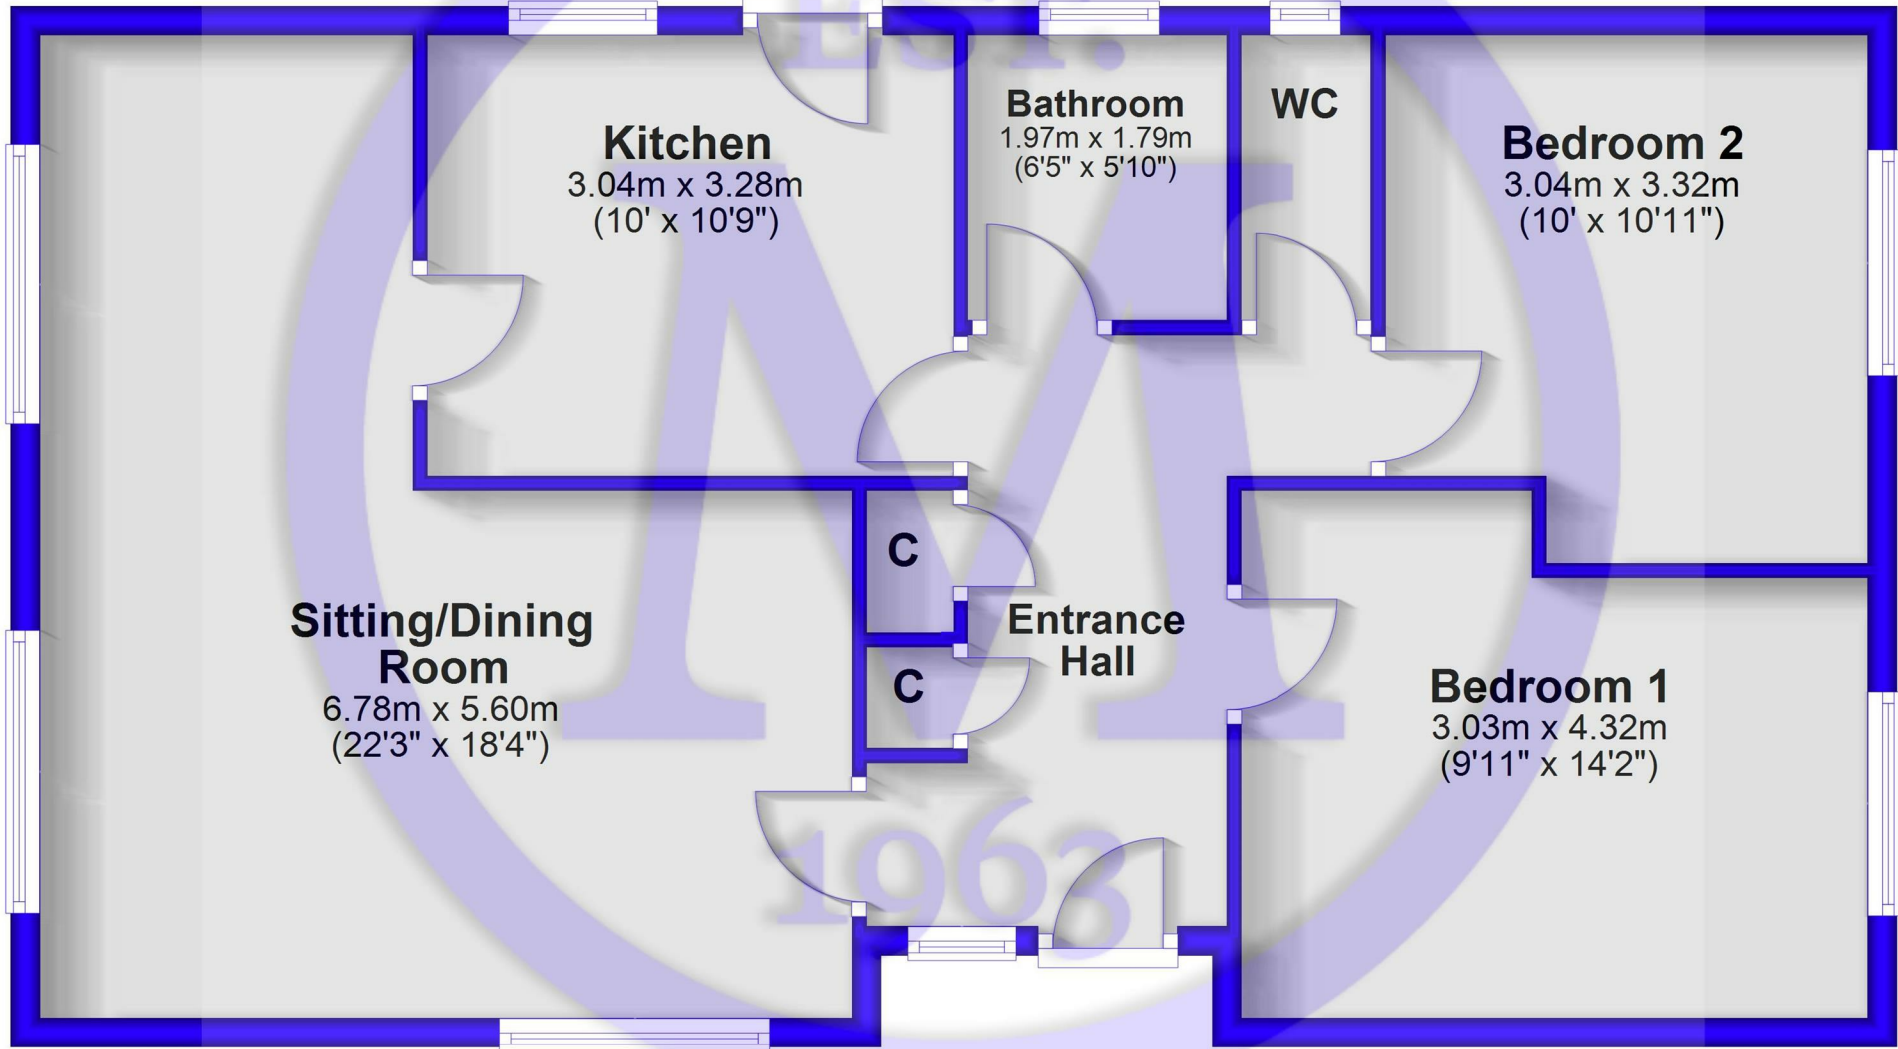 EST.
Kitchen
3.04m x 3.28m
(10' x 10'9")
Bathroom
1.97m x 1.79m
(6'5" x 5'10")
WC
Bedroom 2
3.04m x 3.32m
(10' x 10'11")
M
C
C
Sitting/Dining
Room
6.78m x 5.60m
(22'3" x 18'4")
Entrance
Hall
Bedroom 1
3.03m x 4.32m
(9'11" x 14'2")
1963